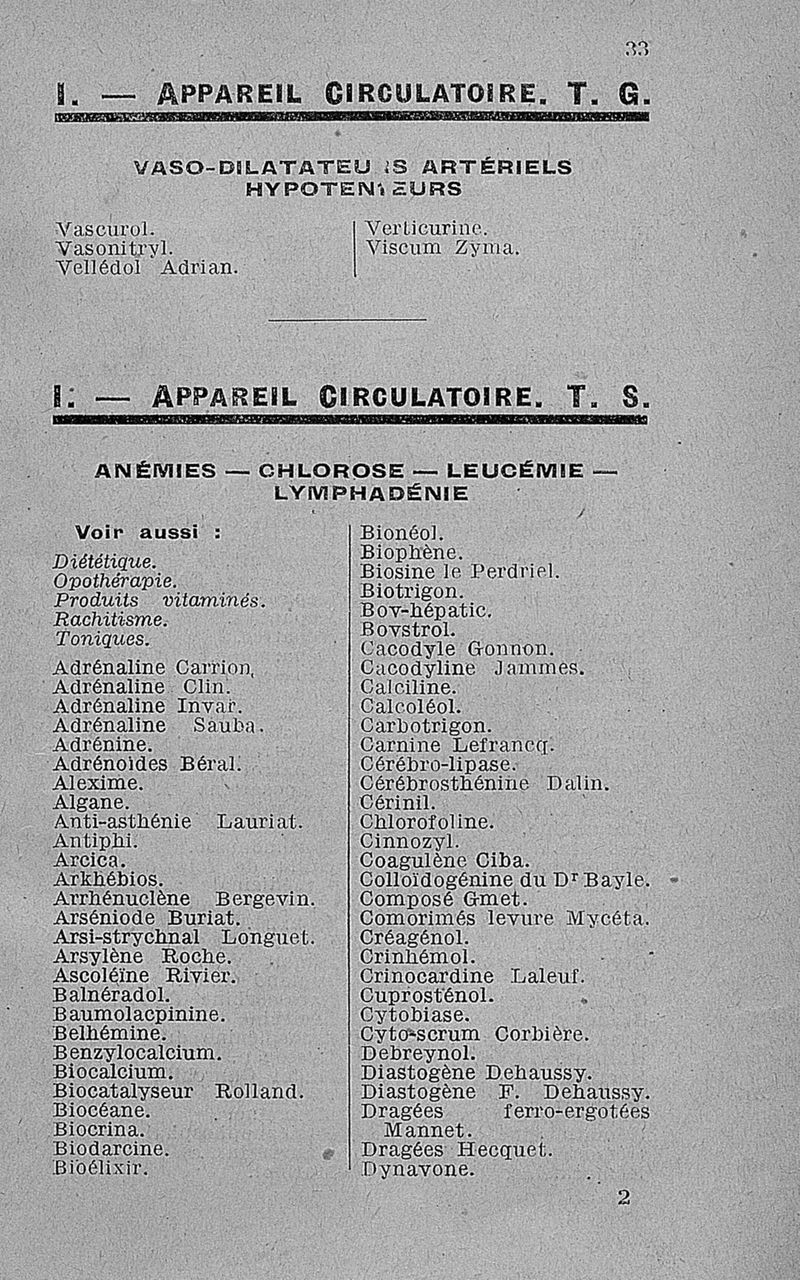 33
I. — APPAREIL CIRCULATOIRE. T. G.
VASO-DILATATEU S ARTÉRIELS
HYPOTEN EURS
Vascurol.
Vasonitryl.
Vellédol Adrian.
Verticurine.
Viscum Zyma.
I. — APPAREIL CIRCULATOIRE. T. S.
ANÉMIES — CHLOROSE — LEUCÉMIE —
LYMPHADÉNIE
Voir aussi :
Diététique.
Opothérapie.
Produits vitaminés.
Rachitisme.
Toniques.
Adrénaline Carrion.
Adrénaline Clin.
Adrénaline Invar.
Adrénaline Sauba.
Adrénine.
Adrénoïdes Béral.
Alexime.
Algane.
Anti-asthénie Lauriat.
Antiphi.
Arcica.
Arkhébios.
Arrhénuclène Bergevin.
Arséniode Buriat.
Arsi-strychnal Longuet.
Arsylène Roche.
Ascoléïne Rivier.
Balnéradol.
Baumolacpinine.
Belhémine.
Benzylocalcium.
Biocalcium.
Biocatalyseur Rolland.
Biocéane.
Biocrina.
Biodarcine.
Bioélixir.
Bionéol.
Biophène.
Biosine le Perdriel.
Biotrigon.
Bov-hépatic.
Bovstrol.
Cacodyle Gonnon.
Cacodyline Jammes.
Calciline.
Calcoléol.
Carbotrigon.
Carnine Lefrancq.
Cérébro-lipase.
Cérébrosthénine Dalin.
Cérinil.
Chlorofoline.
Cinnozyl.
Coagulène Ciba.
Colloïdogénine du Dr Bayle.
Composé Gmet.
Comorimés levure Mycéta.
Créagénol.
Crinhémol.
Crinocardine Laleuf.
Cuprosténol.
Cytobiase.
Cyto-serum Corbière.
Debreynol.
Diastogène Dehaussy.
Diastogène F. Dehaussy.
Dragées ferro-ergotées
Mannet.
Dragées Hecquet.
Dynavone.
2